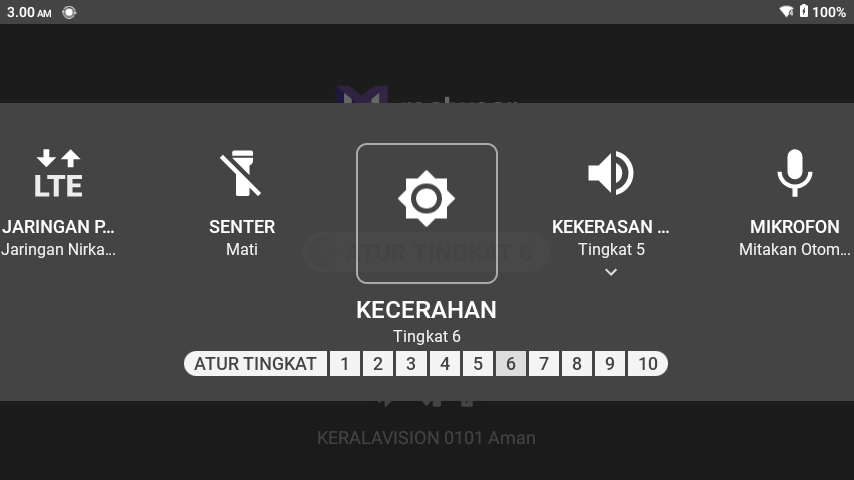 3.00 AM 100%
LTE
JARINGAN P...
Jaringan Nirka...
SENTER
Mati
KEKERASAN ...
Tingkat 5
MIKROFON
Mitakan Otom...
ATUR TINGKAT 6
KECERAHAN
Tingkat 6
ATUR TINGKAT 1 2 3 4 5 6 7 8 9 10
KERALAVISION 0101 Aman